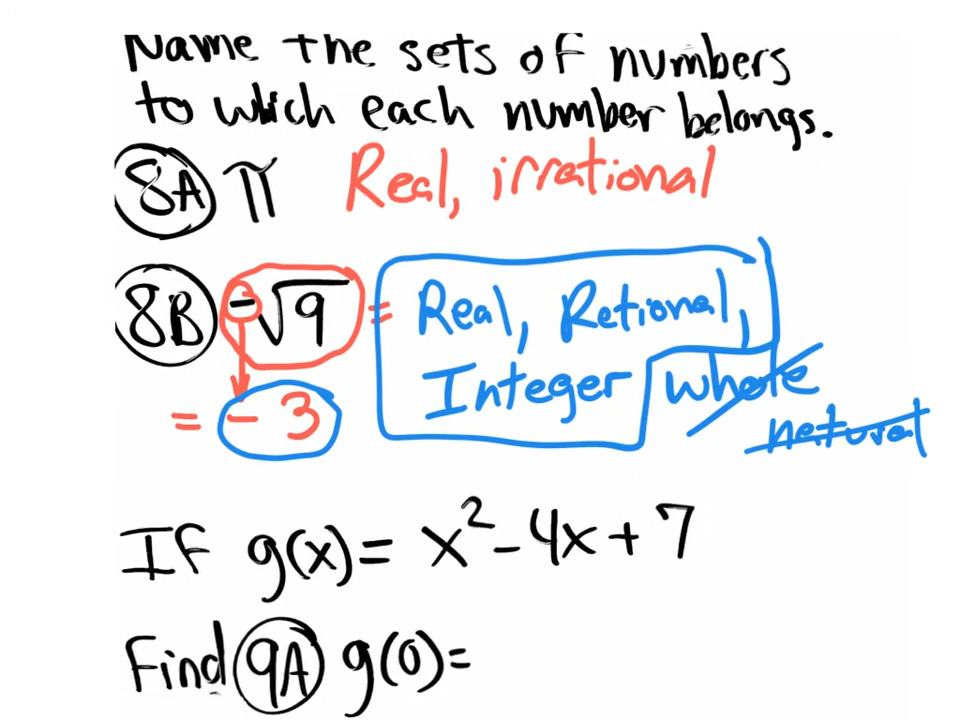 Name the sets of numbers
to which each number belongs.
8A π Real, irrational
8B -√9 = Real, Rational,
Integer whole
= -3 natural
If g(x) = x² - 4x + 7
Find 9A g(0) =